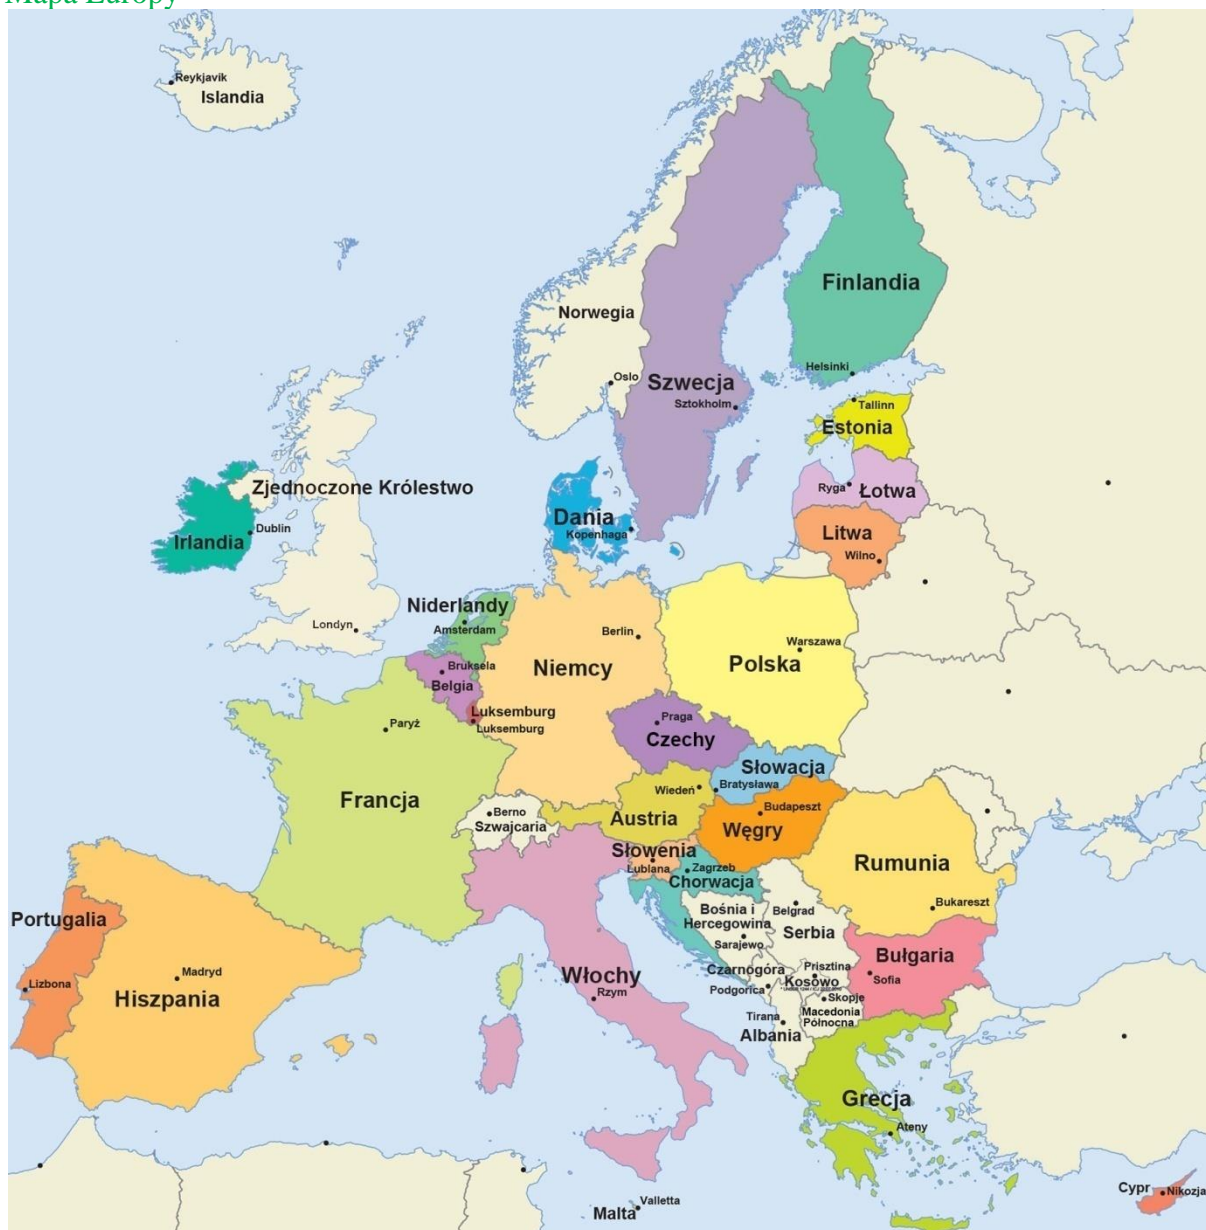 Mapa Europy
Reykjavík
Islandia
Finlandia
Norwegia
Helsinki
Oslo
Szwecja
Sztokholm
Tallinn
Estonia
Zjednoczone Królestwo
Ryga
Łotwa
Dania
Kopenhaga
Dublin
Irlandia
Litwa
Wilno
Niderlandy
Amsterdam
Londyn
Berlin
Warszawa
Bruksela
Belgia
Niemcy
Polska
Luksemburg
Luksemburg
Paryż
Praga
Czechy
Słowacja
Bratysława
Wiedeń
Francja
Berno
Szwajcaria
Austria
Budapeszt
Węgry
Słowenia
Lublana
Zagrzeb
Chorwacja
Rumunia
Bukareszt
Portugalia
Bośnia i
Hercegowina
Sarajewo
Belgrad
Serbia
Bułgaria
Sofia
Madryd
Lizbona
Hiszpania
Włochy
Rzym
Czarnogóra
Podgorica
Prisztina
Kosowo
Skopje
Macedonia
Północna
Tirana
Albania
Grecja
Ateny
Cypr
Nikozja
Valletta
Malta